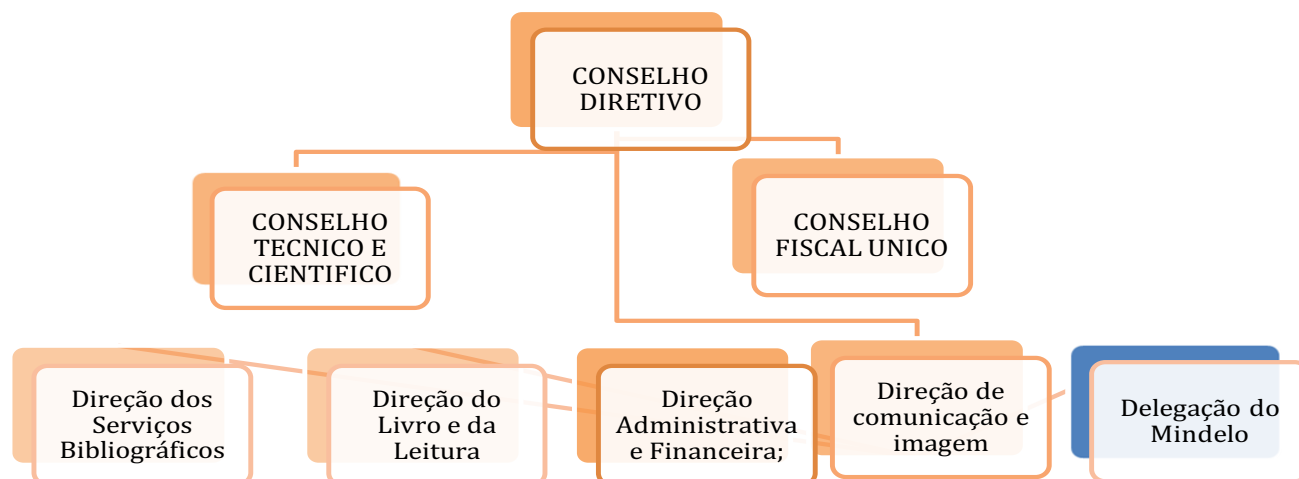 CONSELHO
DIRETIVO
CONSELHO
TECNICO E
CIENTIFICO
CONSELHO
FISCAL UNICO
Direção dos
Serviços
Bibliográficos
Direção do
Livro e da
Leitura
Direção
Administrativa
e Financeira;
Direção de
comunicação e
imagem
Delegação do
Mindelo